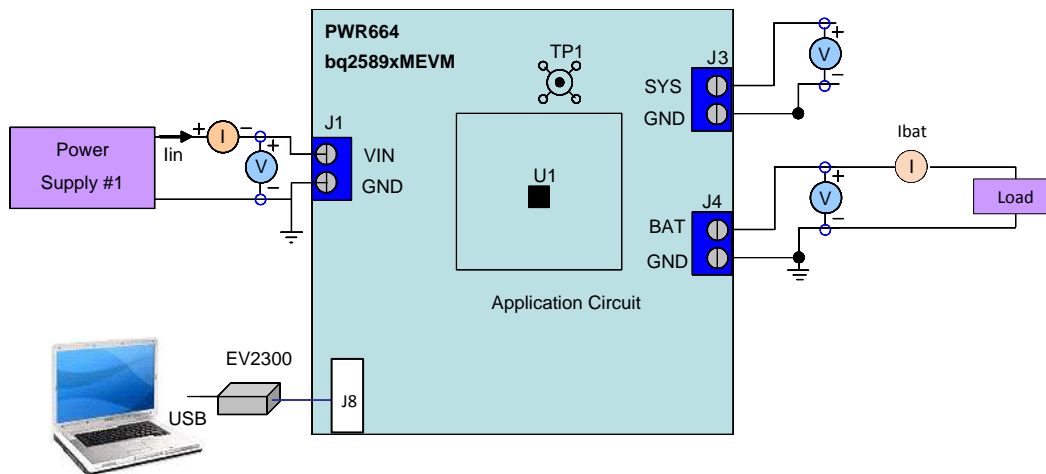 PWR664
bq2589xMEVM
TP1
J3
SYS
GND
+
V
−
Power
Supply #1
Iin
+
I
−
+
V
−
J1
VIN
GND
U1
J4
BAT
GND
+
V
−
Ibat
I
Load
Application Circuit
EV2300
USB
J8